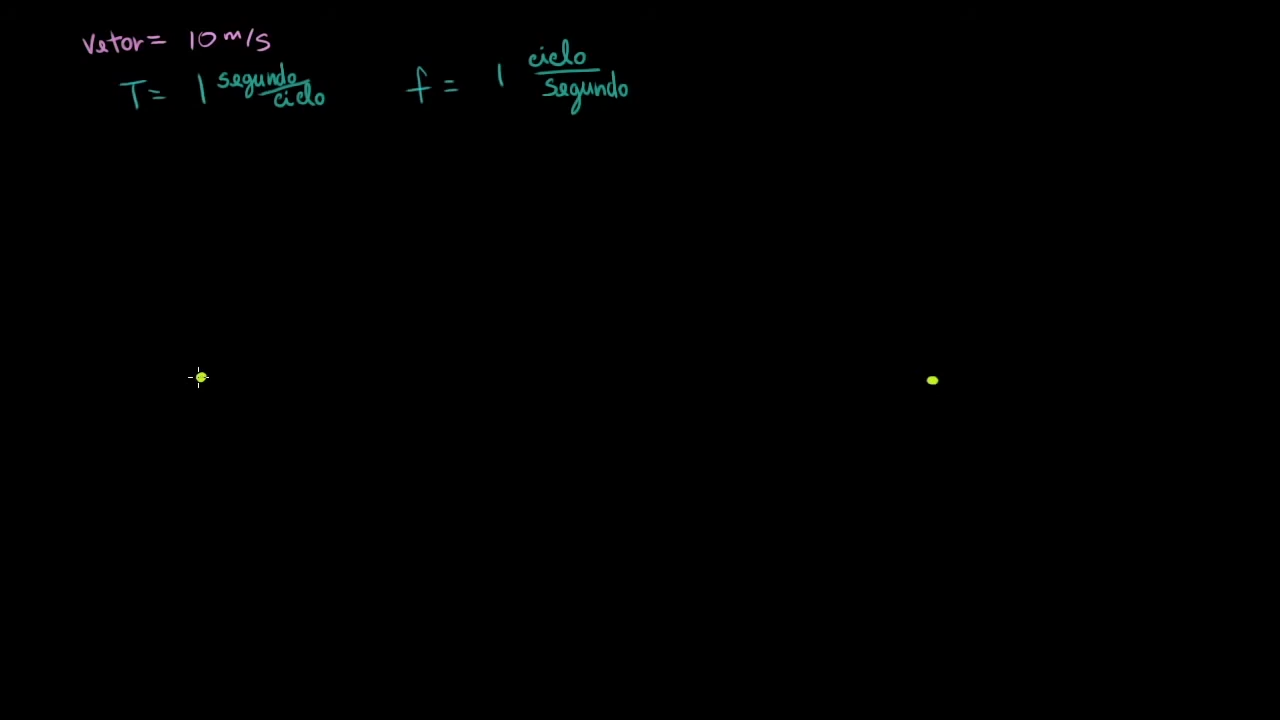 vetor = 10 m/s
T = 1 segundo/ciclo f = 1 ciclo/segundo